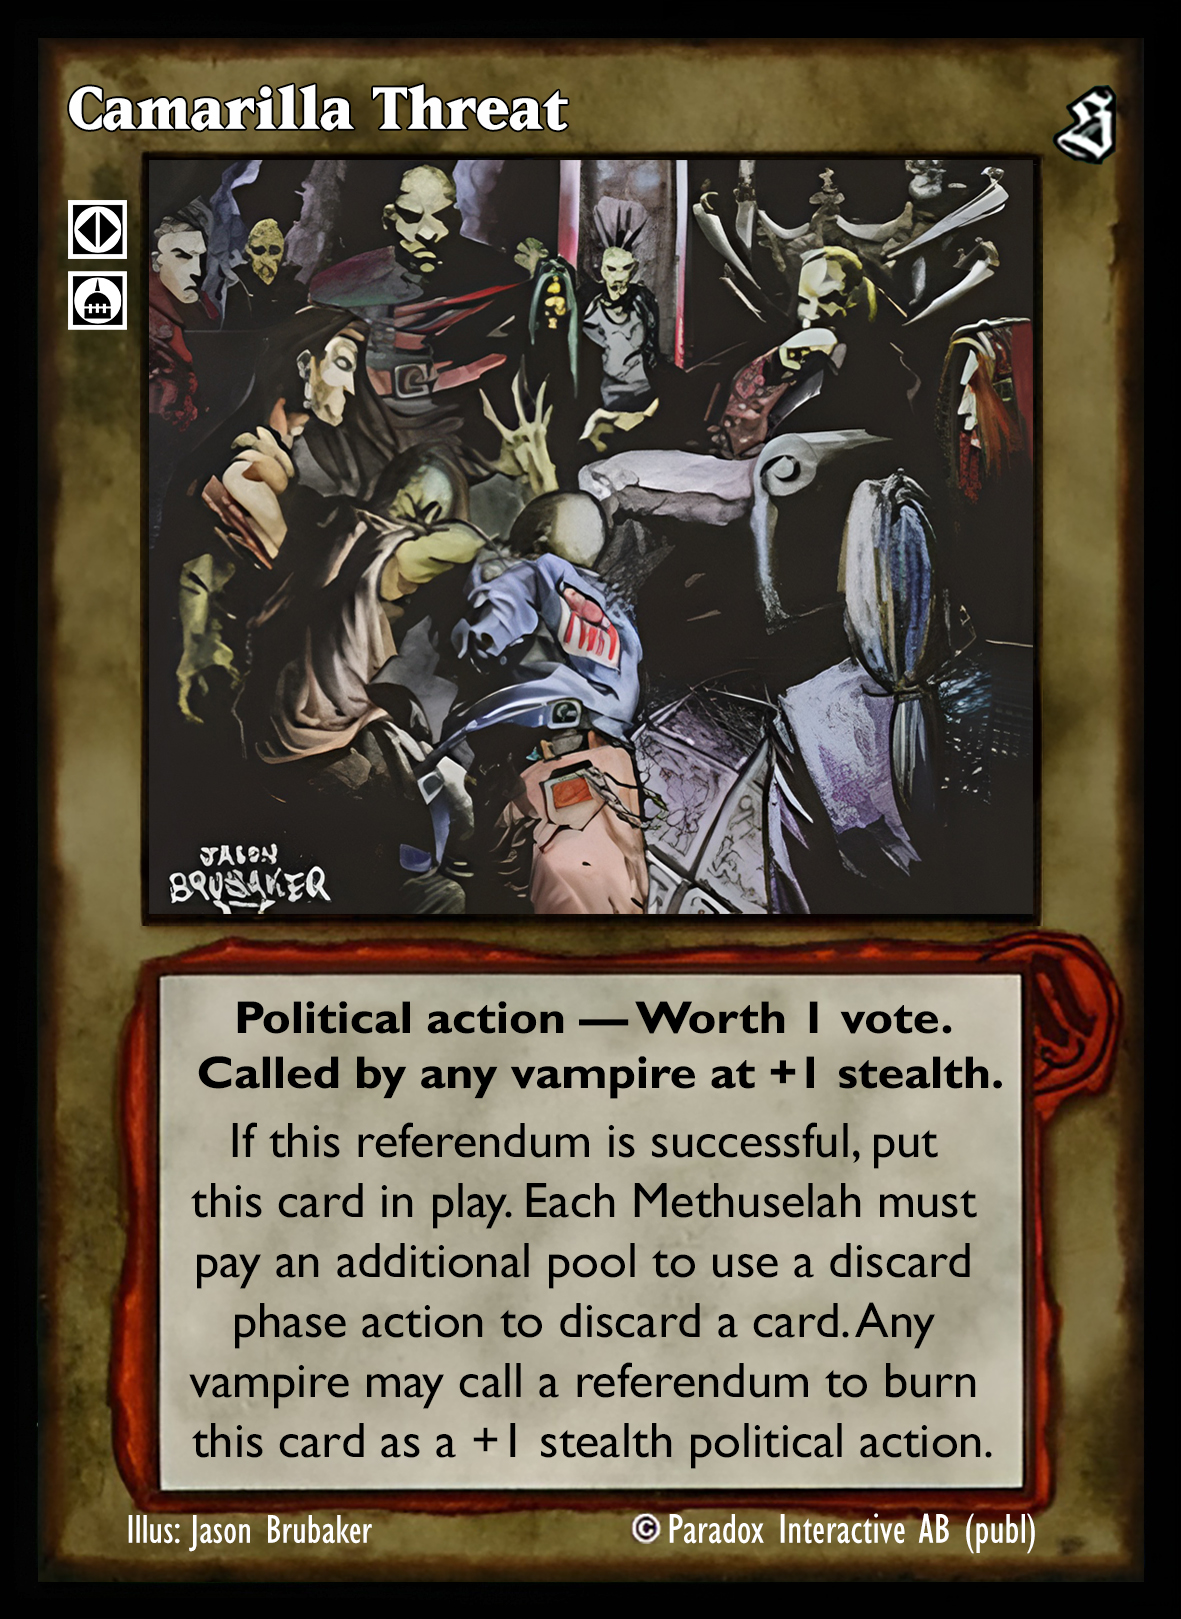 Camarilla Threat
JASON
BRUBAKER
Political action — Worth 1 vote.
Called by any vampire at +1 stealth.
If this referendum is successful, put
this card in play. Each Methuselah must
pay an additional pool to use a discard
phase action to discard a card. Any
vampire may call a referendum to burn
this card as a +1 stealth political action.
Illus: Jason Brubaker
© Paradox Interactive AB (publ)